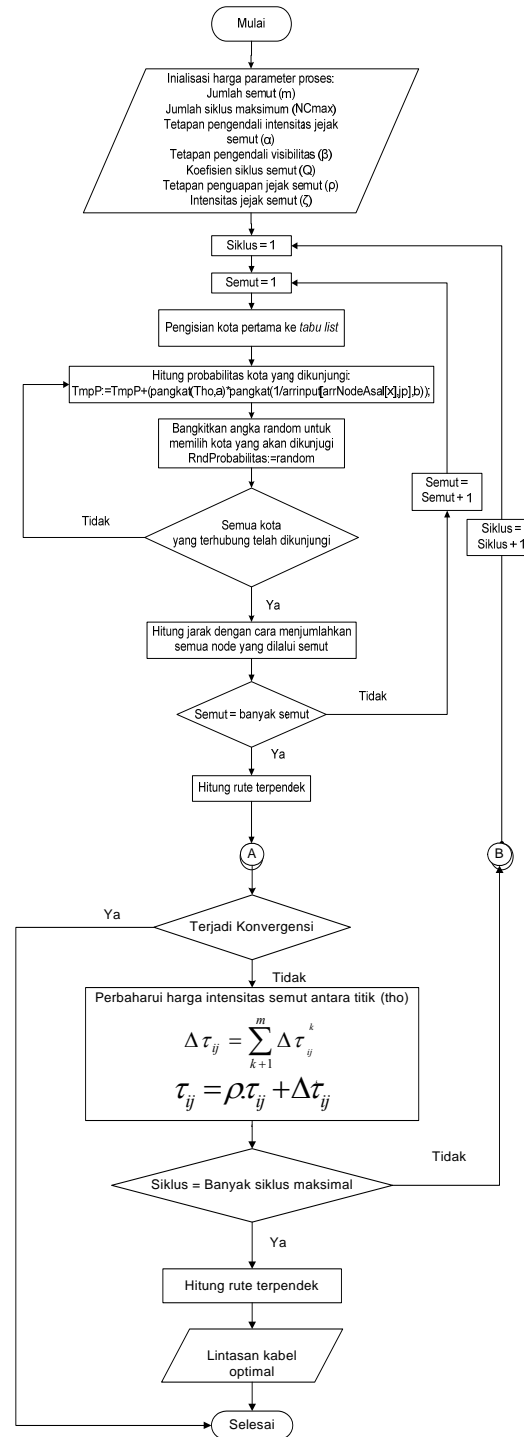 Mulai
Inialisasi harga parameter proses:
Jumlah semut (m)
Jumlah siklus maksimum (NCmax)
Tetapan pengendali intensitas jejak
semut (α)
Tetapan pengendali visibilitas (β)
Koefisien siklus semut (Q)
Tetapan penguapan jejak semut (ρ)
Intensitas jejak semut (ζ)
Siklus = 1
Semut = 1
Pengisian kota pertama ke tabu list
Hitung probabilitas kota yang dikunjungi:
TmpP:=TmpP+(pangkat(Tho,a)*pangkat(1/arrinput[arrNodeAsal[x],jp],b));
Bangkitkan angka random untuk
memilih kota yang akan dikunjugi
RndProbabilitas:=random
Semut =
Semut + 1
Siklus =
Siklus + 1
Tidak
Semua kota
yang terhubung telah dikunjungi
Ya
Hitung jarak dengan cara menjumlahkan
semua node yang dilalui semut
Tidak
Semut = banyak semut
Ya
Hitung rute terpendek
A
B
Ya
Terjadi Konvergensi
Tidak
Perbaharui harga intensitas semut antara titik (tho)
Δτ_ij = ∑_{k+1}^{m} Δτ_ij^k
τ_ij = ρ.τ_ij + Δτ_ij
Tidak
Siklus = Banyak siklus maksimal
Ya
Hitung rute terpendek
Lintasan kabel
optimal
Selesai